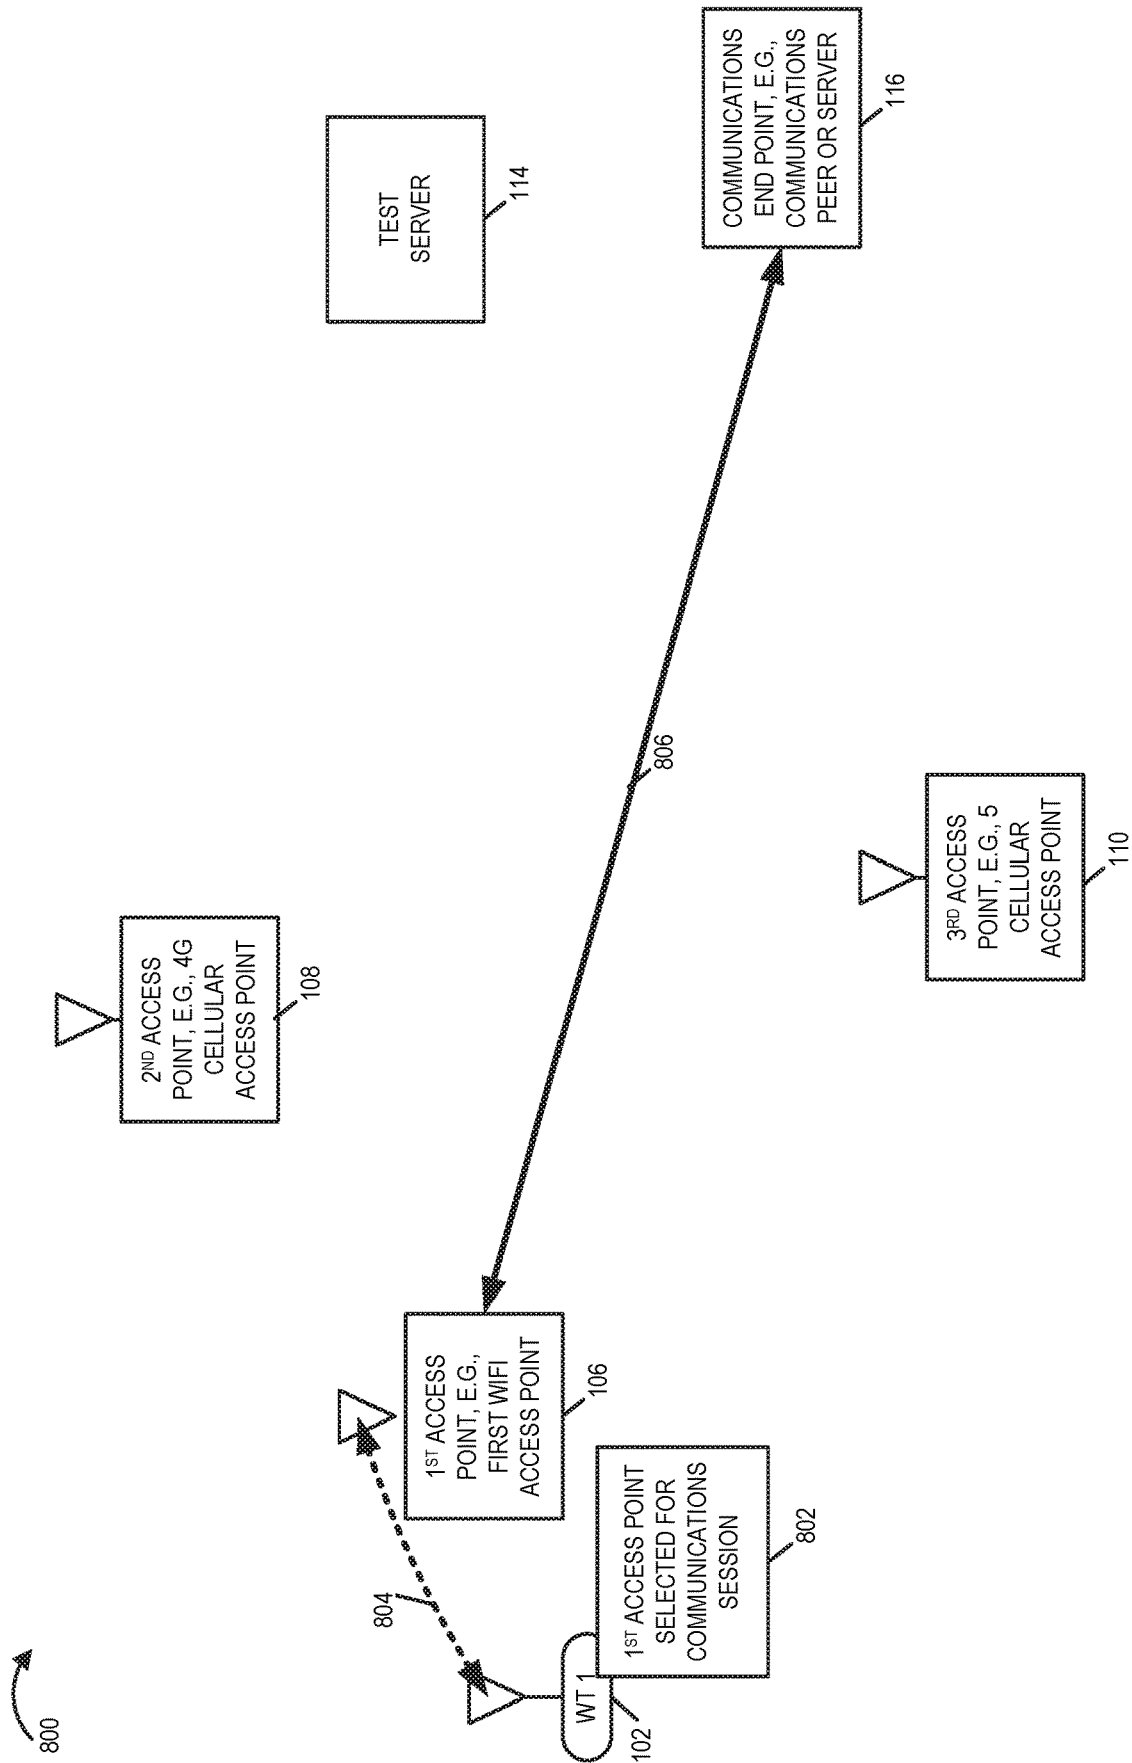 800
2ND ACCESS
POINT, E.G., 4G
CELLULAR
ACCESS POINT
108
TEST
SERVER
114
804
1ST ACCESS
POINT, E.G.,
FIRST WIFI
ACCESS POINT
106
806
WT 1
102
1ST ACCESS POINT
SELECTED FOR
COMMUNICATIONS
SESSION
802
COMMUNICATIONS
END POINT, E.G.,
COMMUNICATIONS
PEER OR SERVER
116
3RD ACCESS
POINT, E.G., 5
CELLULAR
ACCESS POINT
110